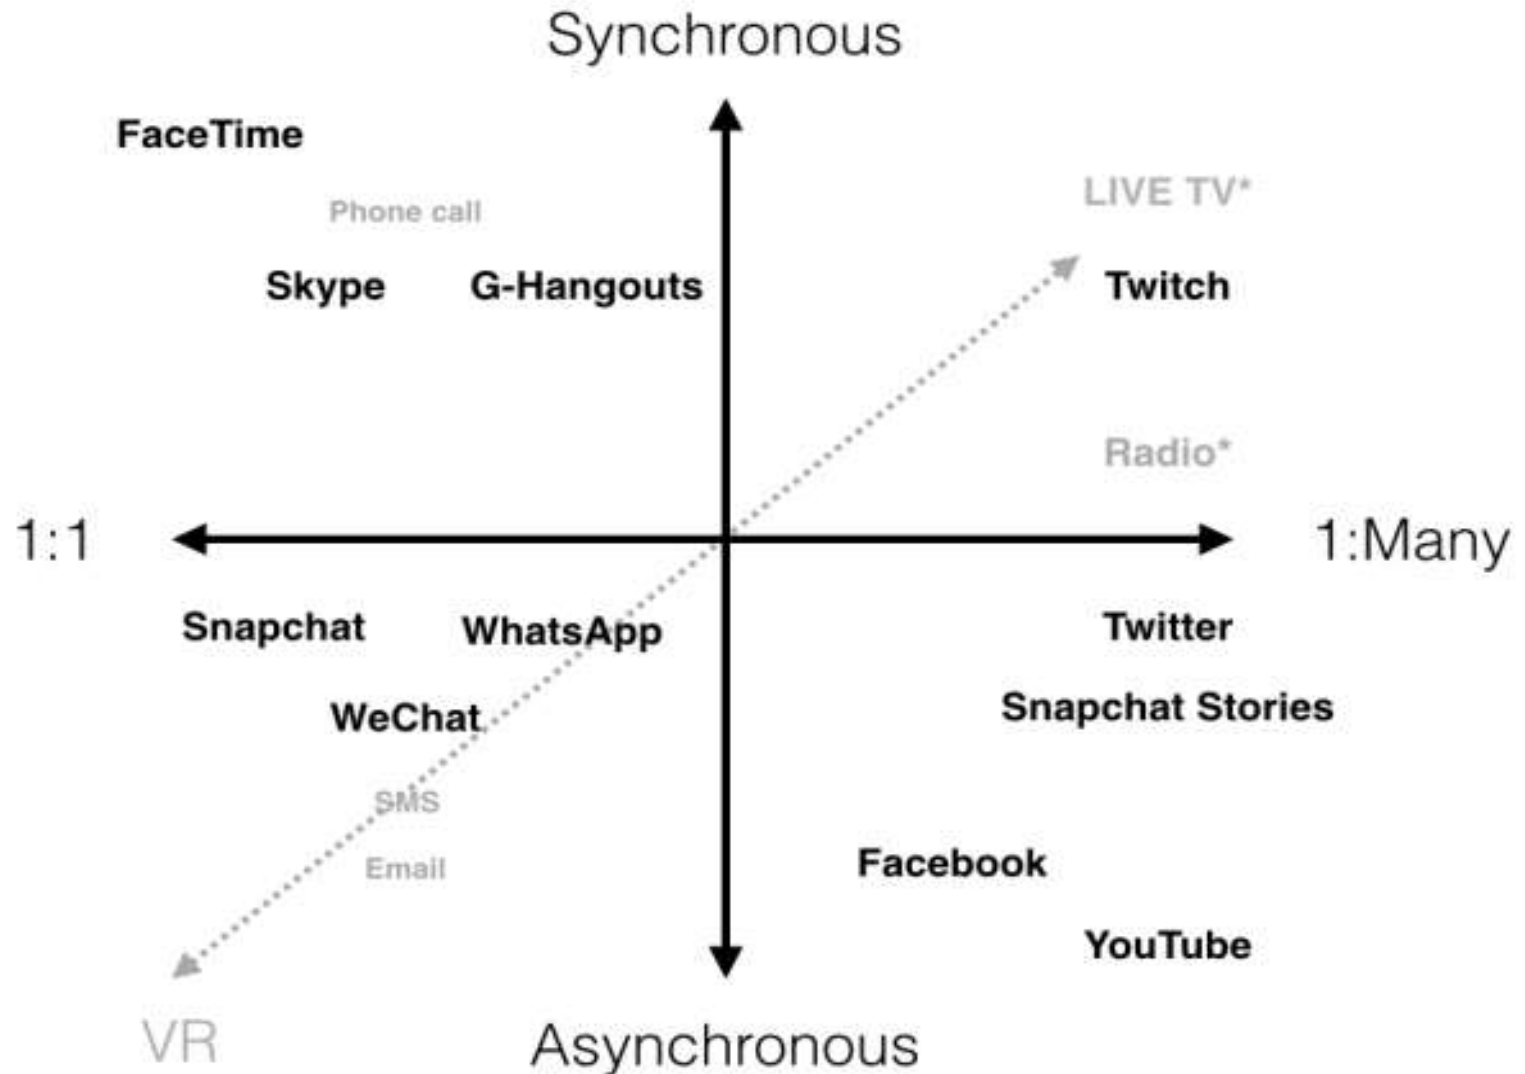 Synchronous
FaceTime
LIVE TV*
Phone call
Skype
G-Hangouts
Twitch
Radio*
1:1
1:Many
Snapchat
WhatsApp
Twitter
WeChat
Snapchat Stories
SMS
Email
Facebook
YouTube
VR
Asynchronous